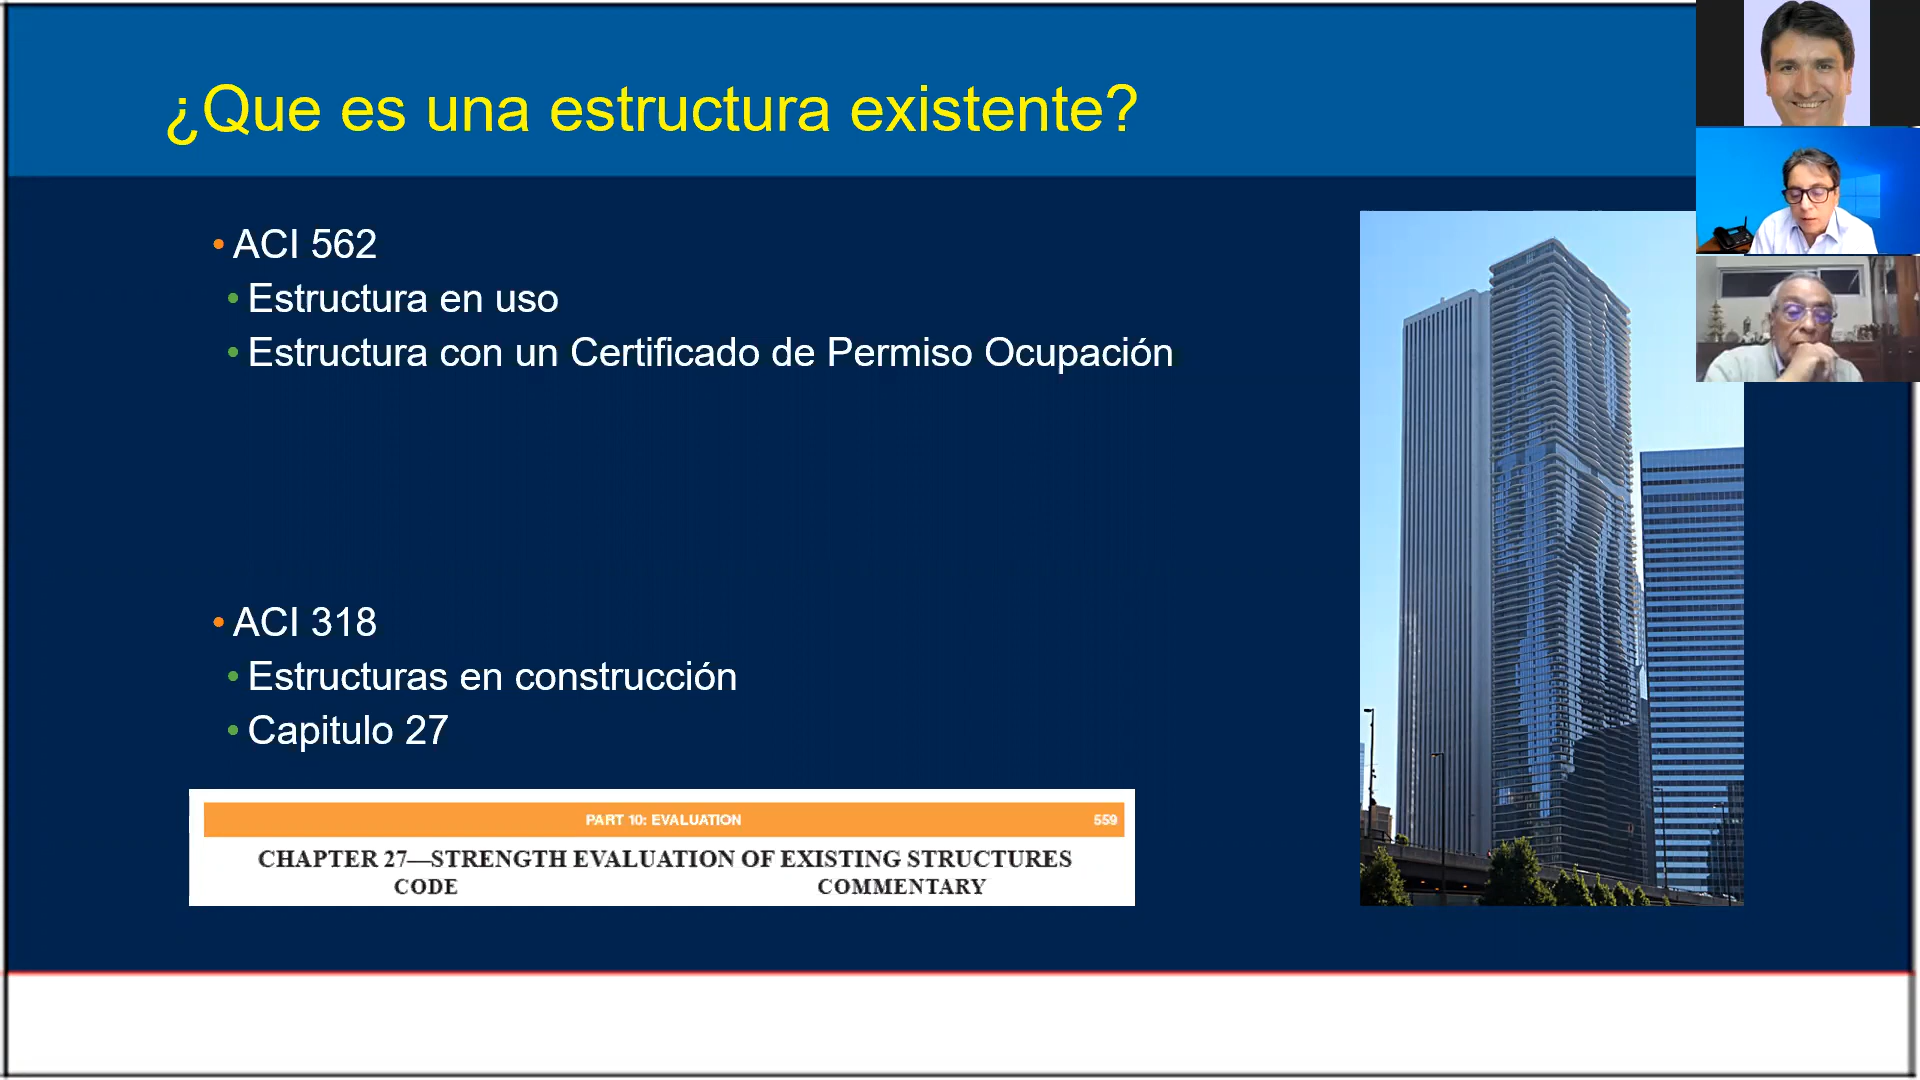 ¿Que es una estructura existente?
• ACI 562
• Estructura en uso
• Estructura con un Certificado de Permiso Ocupación
• ACI 318
• Estructuras en construcción
• Capitulo 27
PART 10: EVALUATION 559
CHAPTER 27—STRENGTH EVALUATION OF EXISTING STRUCTURES
CODE COMMENTARY